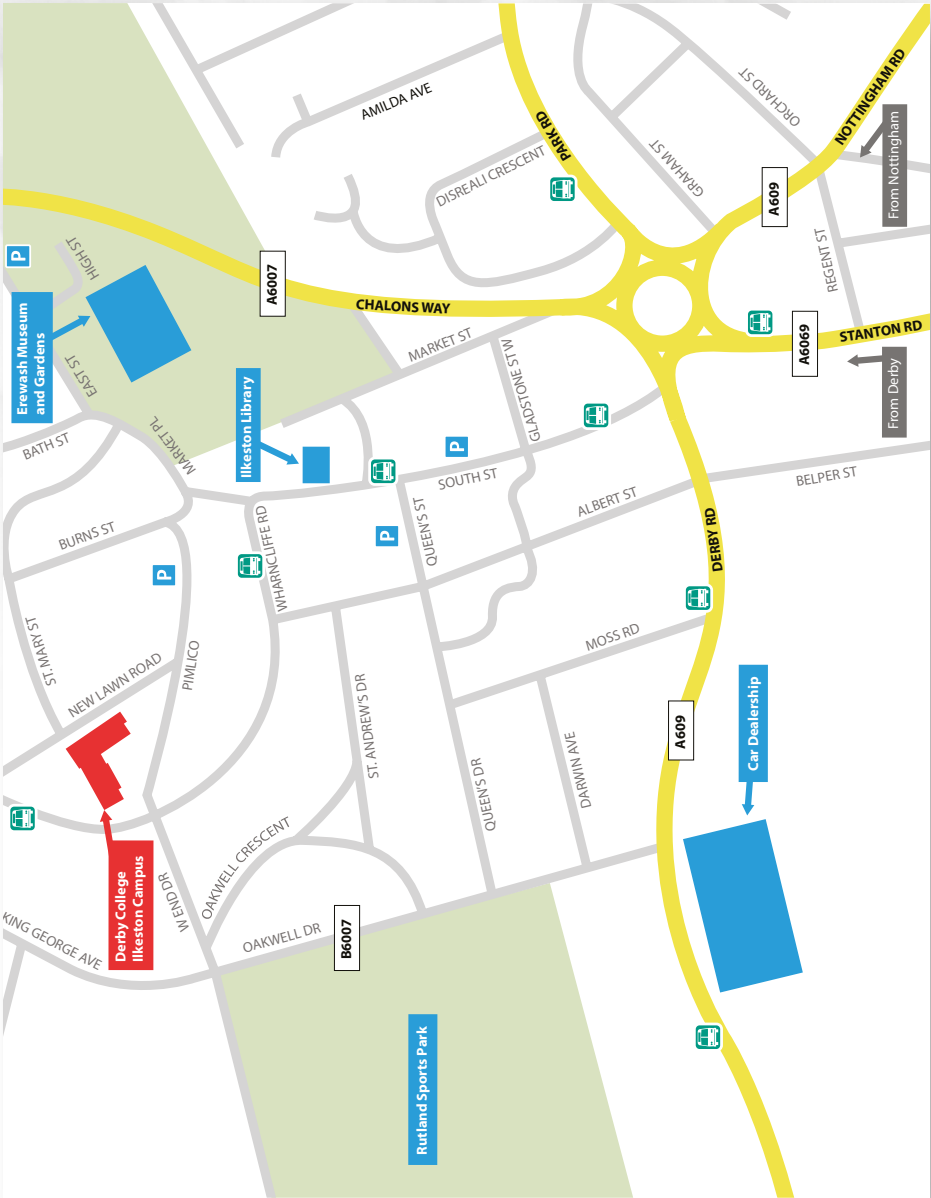 AMILDA AVE
PARK RD
ORCHARD ST
NOTTINGHAM RD
From Nottingham
GRAHAM ST
DISREALI CRESCENT
A609
REGENT ST
P
HIGH ST
A6007
CHALONS WAY
Erewash Museum
and Gardens
EAST ST
MARKET ST
GLADSTONE ST W
A6069
STANTON RD
From Derby
BATH ST
MARKET PL
Ilkeston Library
P
SOUTH ST
ALBERT ST
BELPER ST
BURNS ST
P
WHARNCLIFFE RD
P
QUEEN'S ST
DERBY RD
ST. MARY ST
NEW LAWN ROAD
PIMLICO
MOSS RD
ST. ANDREW'S DR
QUEEN'S DR
DARWIN AVE
A609
Car Dealership
Derby College
Ilkeston Campus
W END DR
OAKWELL CRESCENT
KING GEORGE AVE
OAKWELL DR
B6007
Rutland Sports Park